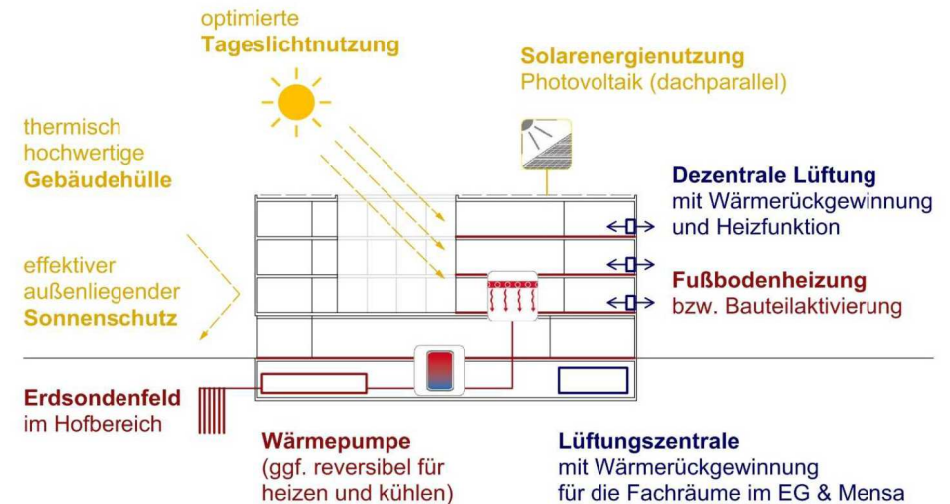 optimierte
Tageslichtnutzung
Solarenergienutzung
Photovoltaik (dachparallel)
thermisch
hochwertige
Gebäudehülle
Dezentrale Lüftung
mit Wärmerückgewinnung
und Heizfunktion
effektiver
außenliegender
Sonnenschutz
Fußbodenheizung
bzw. Bauteilaktivierung
Erdsondenfeld
im Hofbereich
Wärmepumpe
(ggf. reversibel für
heizen und kühlen)
Lüftungszentrale
mit Wärmerückgewinnung
für die Fachräume im EG & Mensa